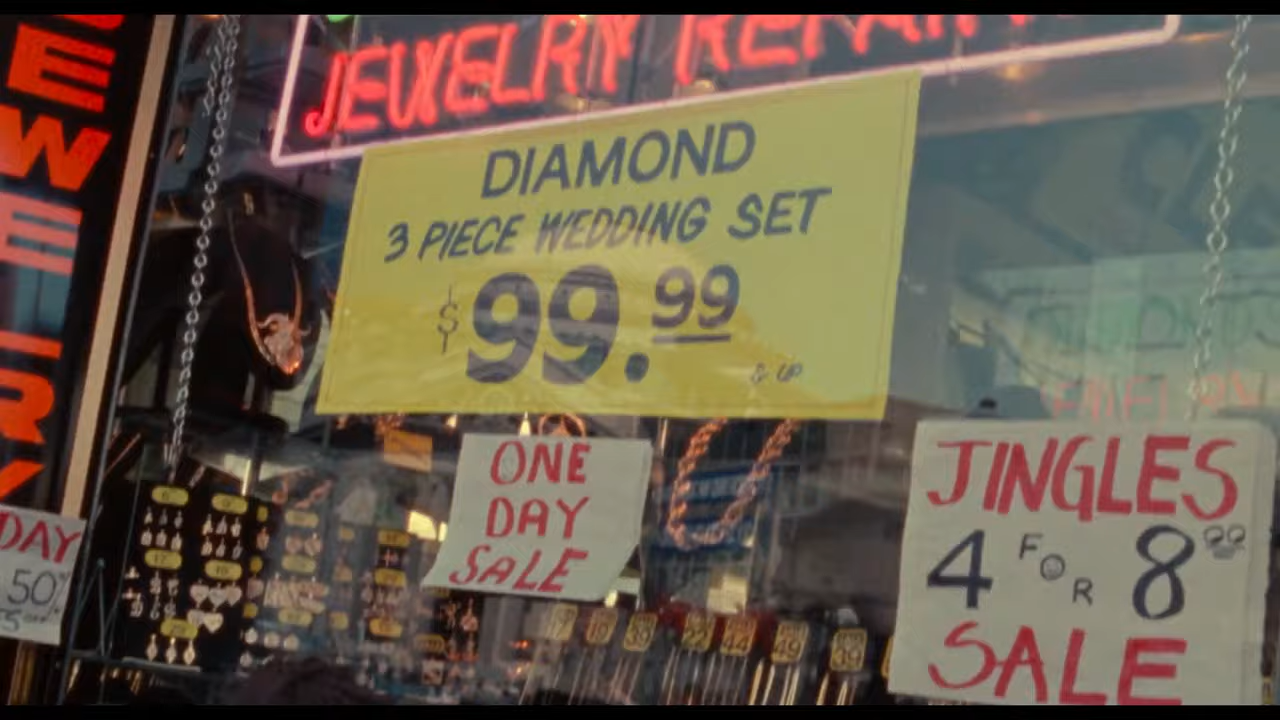 JEWELRY
JEWELRY
DIAMOND
3 PIECE WEDDING SET
$99.99
& UP
ONE
DAY
SALE
JINGLES
4 FOR 8
SALE
DAY
50%